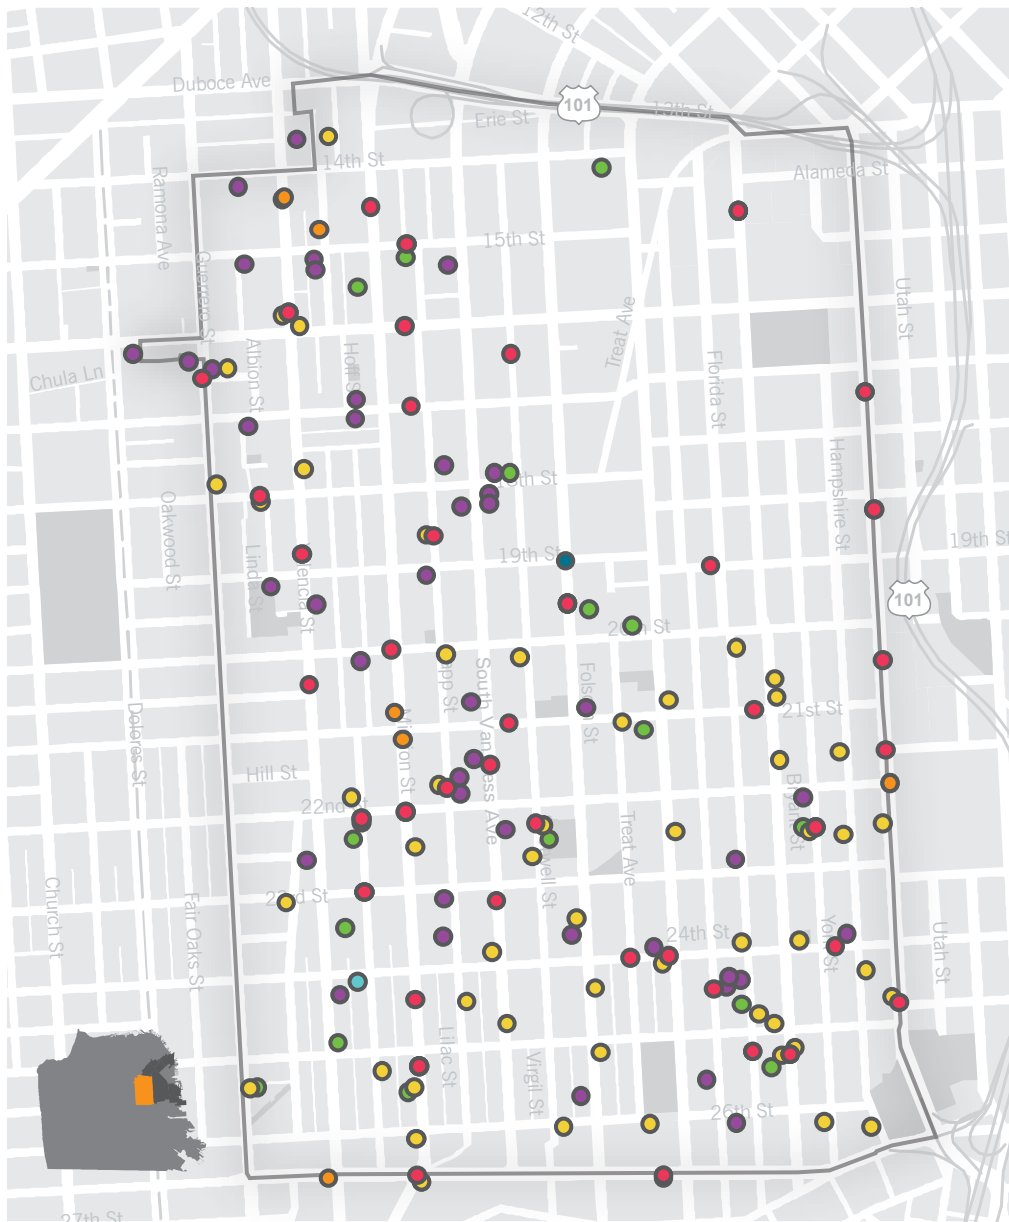 12th St
Duboce Ave
101
13th St
Erie St
14th St
Alameda St
Ramona Ave
15th St
Guerrero St
Utah St
Treat Ave
Chula Ln
Albion St
Hoff St
Florida St
Hampshire St
18th St
Oakwood St
19th St
19th St
Linda St
Valencia St
101
20th St
Capp St
South Van Ness Ave
Folsom St
21st St
Dolores St
Mission St
Hill St
22nd St
Bryant St
Treat Ave
23rd St
Church St
Fair Oaks St
24th St
York St
Utah St
Lilac St
Virgil St
26th St
27th St